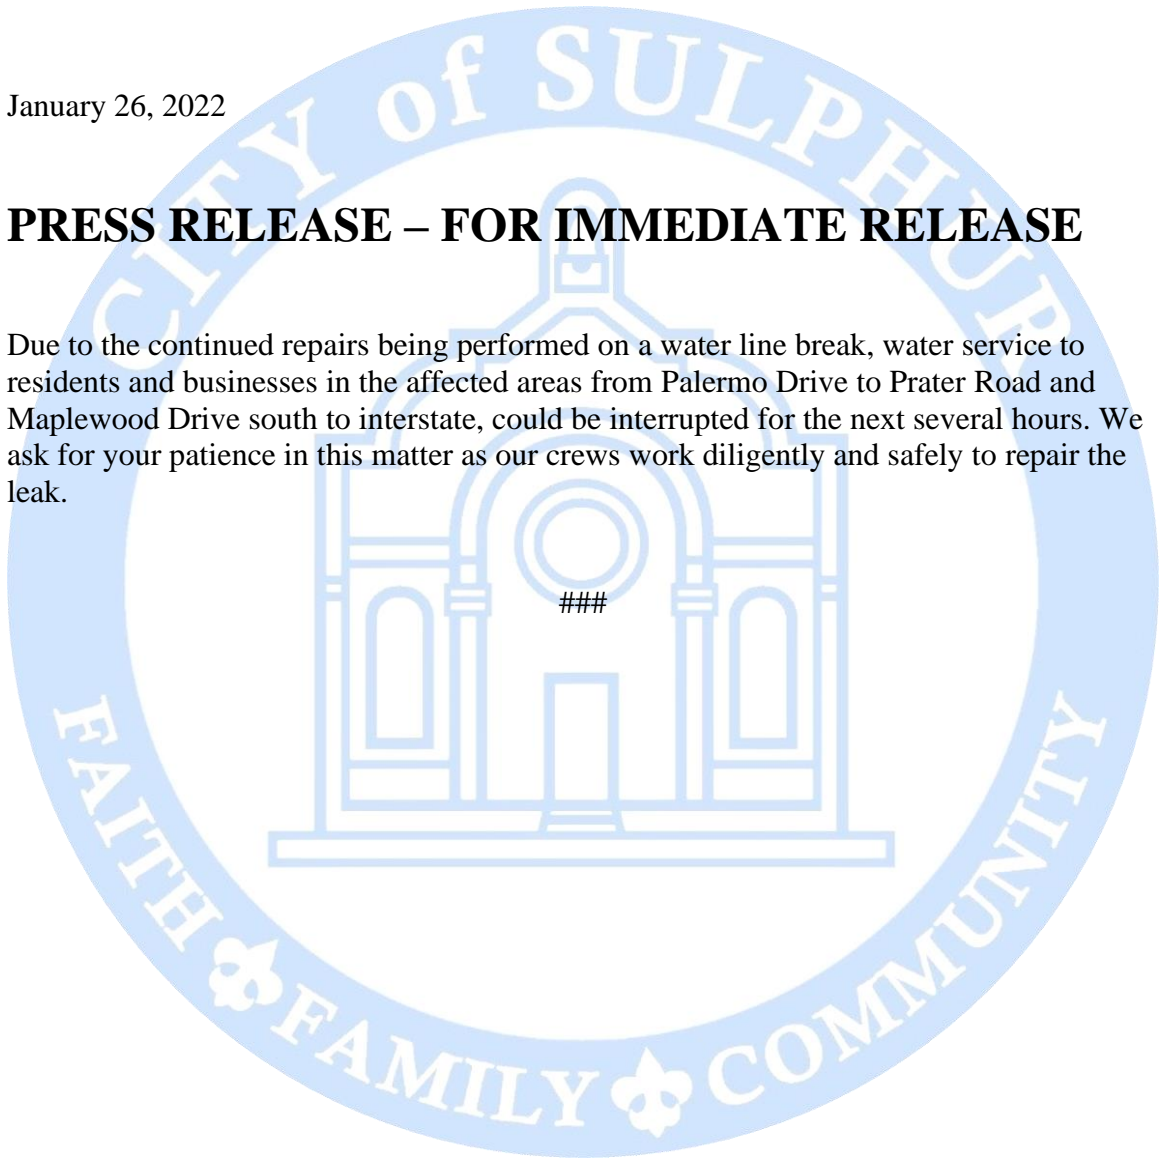 CITY of SULPHUR
January 26, 2022
PRESS RELEASE – FOR IMMEDIATE RELEASE
Due to the continued repairs being performed on a water line break, water service to
residents and businesses in the affected areas from Palermo Drive to Prater Road and
Maplewood Drive south to interstate, could be interrupted for the next several hours. We
ask for your patience in this matter as our crews work diligently and safely to repair the
leak.
###
FAITH FAMILY COMMUNITY